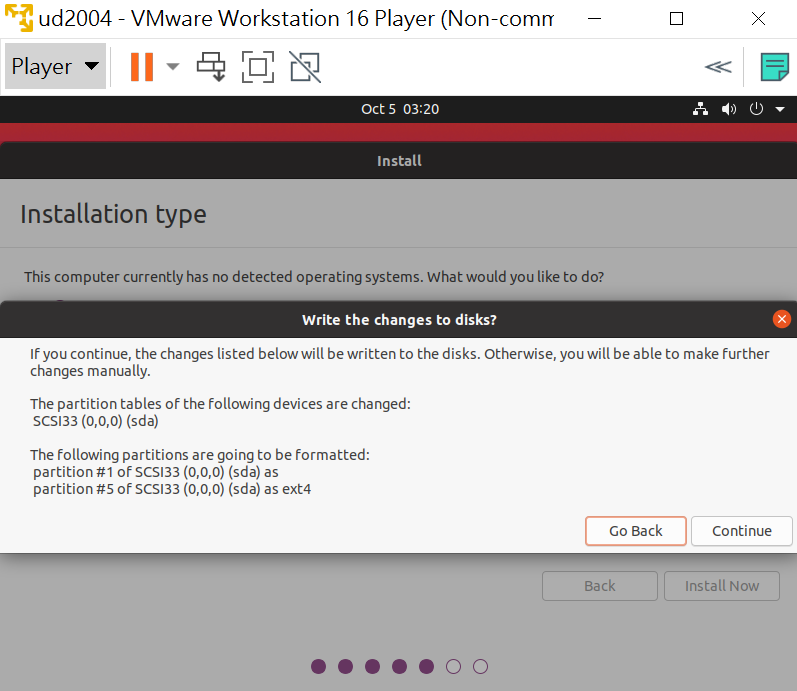 ud2004 - VMware Workstation 16 Player (Non-comm
Player
Oct 5 03:20
Install
Installation type
This computer currently has no detected operating systems. What would you like to do?
Write the changes to disks?
If you continue, the changes listed below will be written to the disks. Otherwise, you will be able to make further
changes manually.
The partition tables of the following devices are changed:
SCSI33 (0,0,0) (sda)
The following partitions are going to be formatted:
partition #1 of SCSI33 (0,0,0) (sda) as
partition #5 of SCSI33 (0,0,0) (sda) as ext4
Go Back
Continue
Back
Install Now